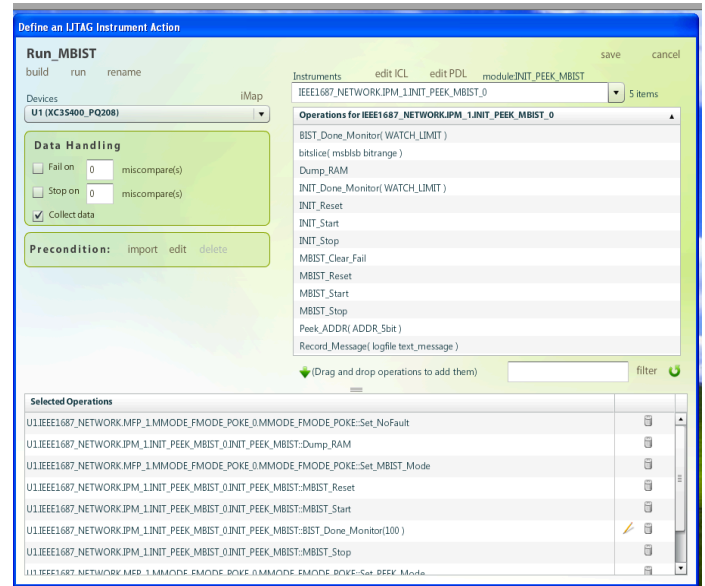 Define an IJTAG Instrument Action
Run_MBIST
save cancel
build run rename
Instruments edit ICL edit PDL module:INIT_PEEK_MBIST
Devices iMap
IEEE1687_NETWORK.IPM_1.INIT_PEEK_MBIST_0 5 items
U1 (XC3S400_PQ208)
Operations for IEEE1687_NETWORK.IPM_1.INIT_PEEK_MBIST_0
BIST_Done_Monitor( WATCH_LIMIT )
bitslice( msblsb bitrange )
Dump_RAM
INIT_Done_Monitor( WATCH_LIMIT )
INIT_Reset
INIT_Start
INIT_Stop
MBIST_Clear_Fail
MBIST_Reset
MBIST_Start
MBIST_Stop
Peek_ADDR( ADDR_5bit )
Record_Message( logfile text_message )
Data Handling
Fail on 0 miscompare(s)
Stop on 0 miscompare(s)
Collect data
Precondition: import edit delete
(Drag and drop operations to add them) filter
Selected Operations
U1.IEEE1687_NETWORK.MFP_1.MMODE_FMODE_POKE_0.MMODE_FMODE_POKE::Set_NoFault
U1.IEEE1687_NETWORK.IPM_1.INIT_PEEK_MBIST_0.INIT_PEEK_MBIST::Dump_RAM
U1.IEEE1687_NETWORK.MFP_1.MMODE_FMODE_POKE_0.MMODE_FMODE_POKE::Set_MBIST_Mode
U1.IEEE1687_NETWORK.IPM_1.INIT_PEEK_MBIST_0.INIT_PEEK_MBIST::MBIST_Reset
U1.IEEE1687_NETWORK.IPM_1.INIT_PEEK_MBIST_0.INIT_PEEK_MBIST::MBIST_Start
U1.IEEE1687_NETWORK.IPM_1.INIT_PEEK_MBIST_0.INIT_PEEK_MBIST::BIST_Done_Monitor(100 )
U1.IEEE1687_NETWORK.IPM_1.INIT_PEEK_MBIST_0.INIT_PEEK_MBIST::MBIST_Stop
U1.IEEE1687_NETWORK.MFP_1.MMODE_FMODE_POKE_0.MMODE_FMODE_POKE::Set_PEEK_Mode